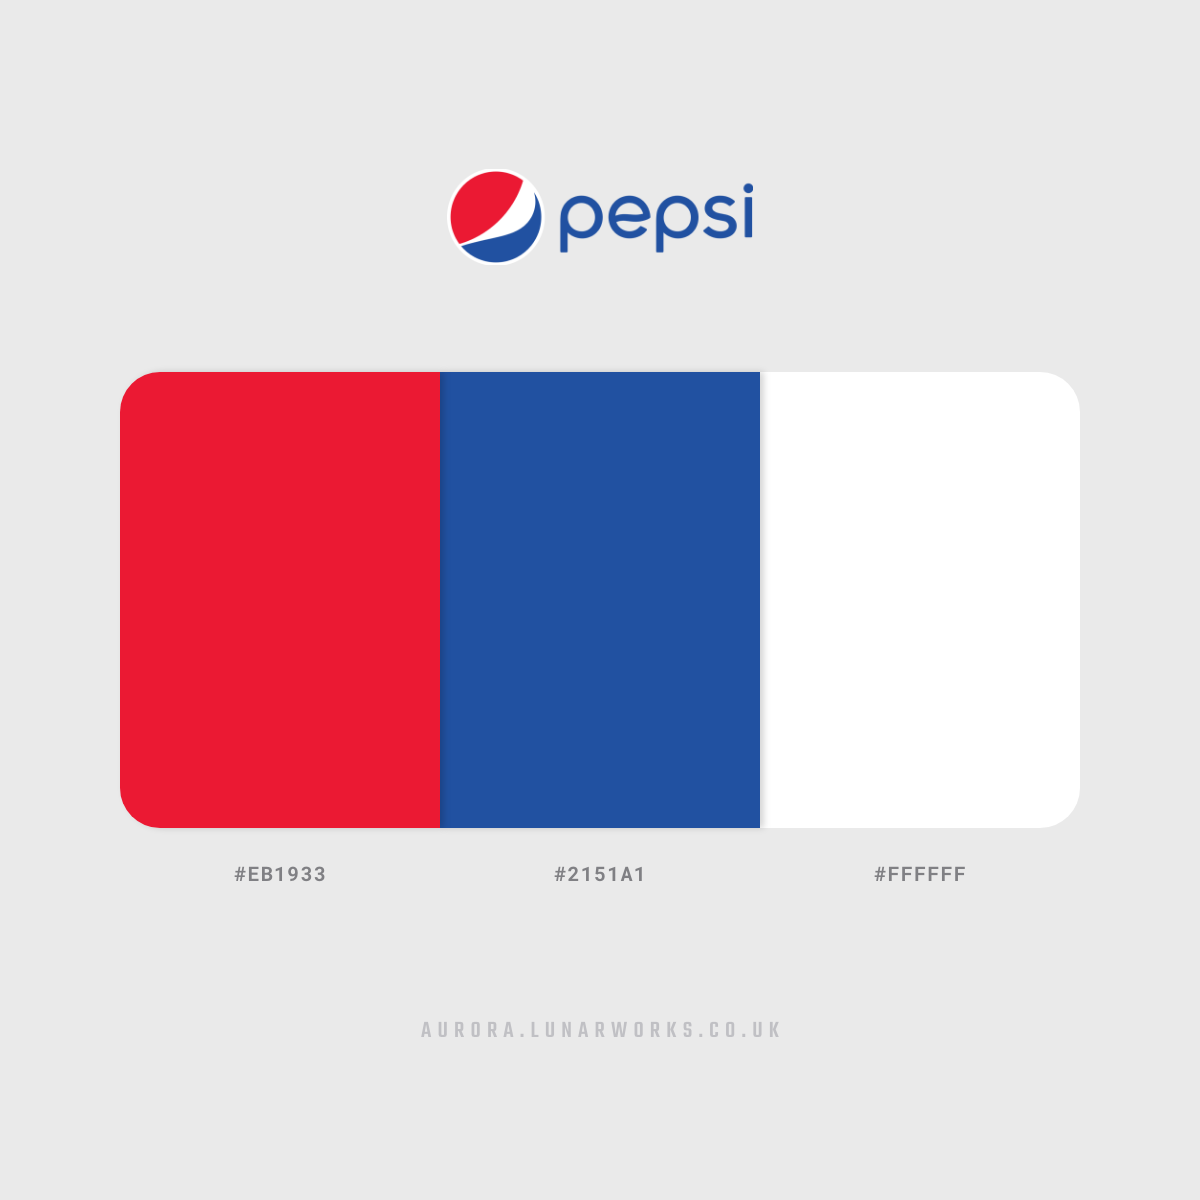 pepsi
#EB1933 #2151A1 #FFFFFF
AURORA.LUNARWORKS.CO.UK